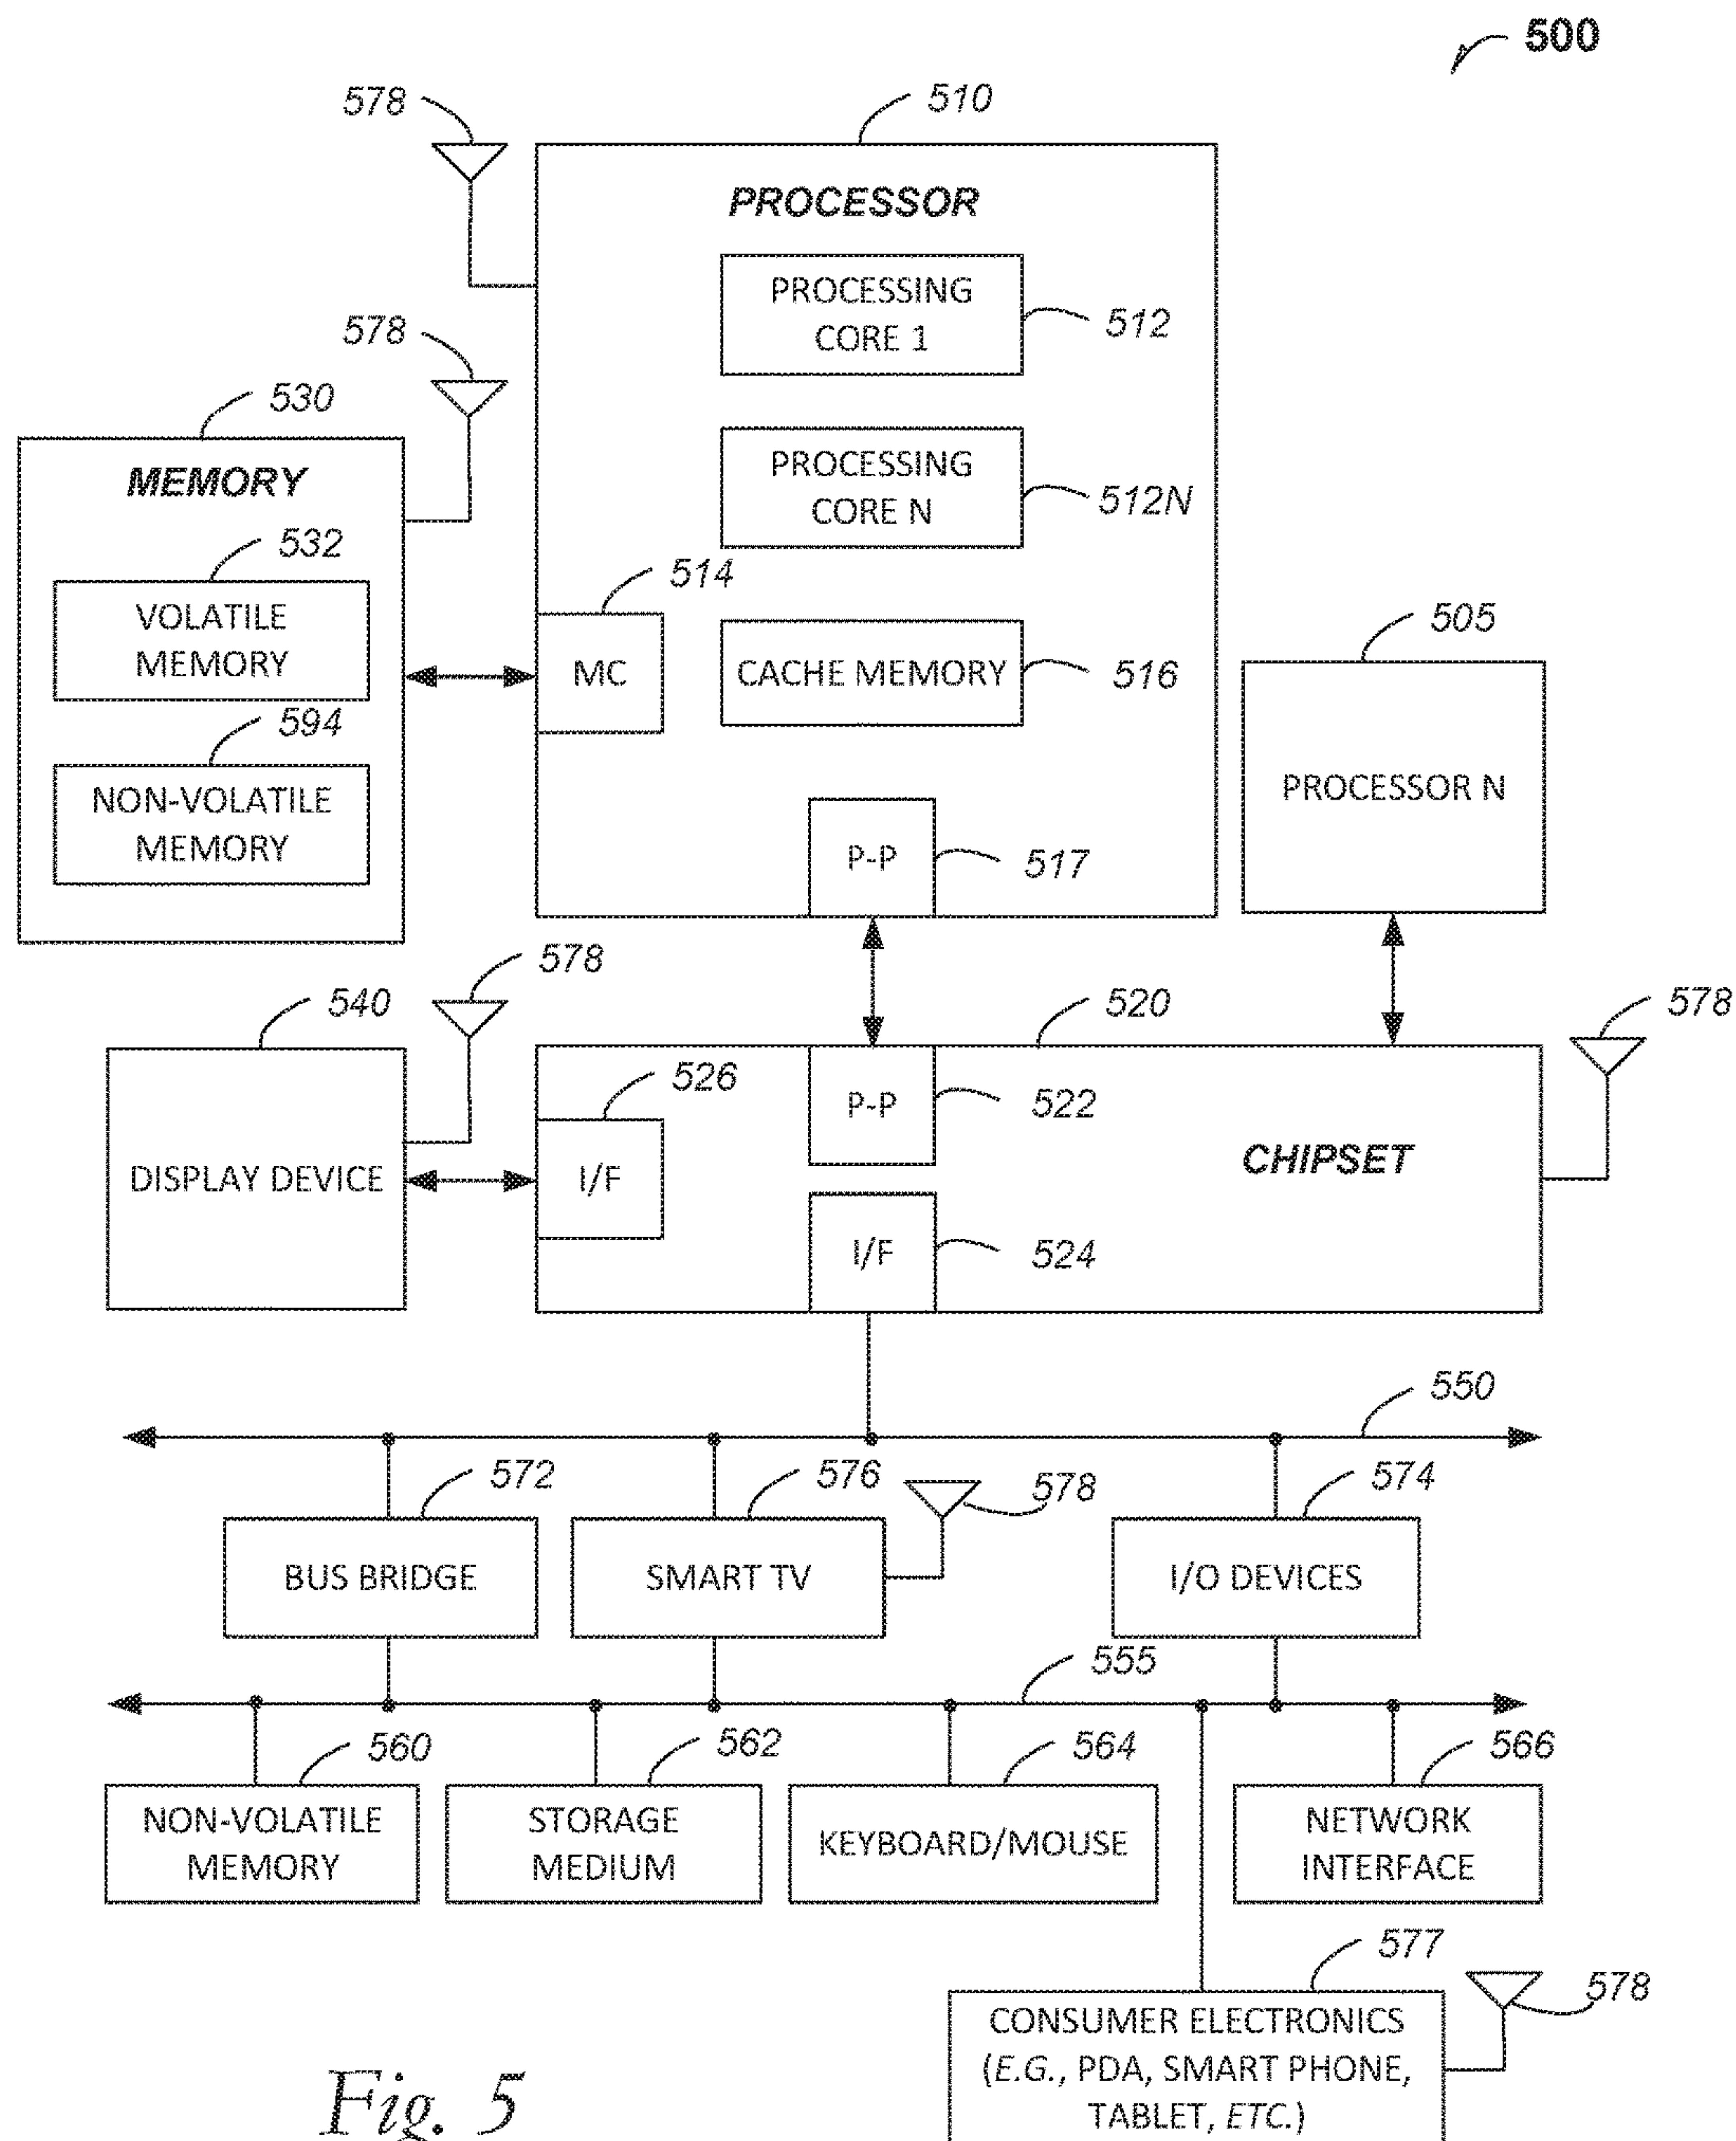 500
578
510
PROCESSOR
PROCESSING
CORE 1
512
578
530
MEMORY
PROCESSING
CORE N
512N
532
VOLATILE
MEMORY
514
MC
CACHE MEMORY
516
505
PROCESSOR N
594
NON-VOLATILE
MEMORY
P-P
517
578
540
520
578
DISPLAY DEVICE
526
I/F
P-P
522
CHIPSET
I/F
524
550
572
576
578
574
BUS BRIDGE
SMART TV
I/O DEVICES
555
560
562
564
566
NON-VOLATILE
MEMORY
STORAGE
MEDIUM
KEYBOARD/MOUSE
NETWORK
INTERFACE
577
578
CONSUMER ELECTRONICS
(E.G., PDA, SMART PHONE,
TABLET, ETC.)
Fig. 5